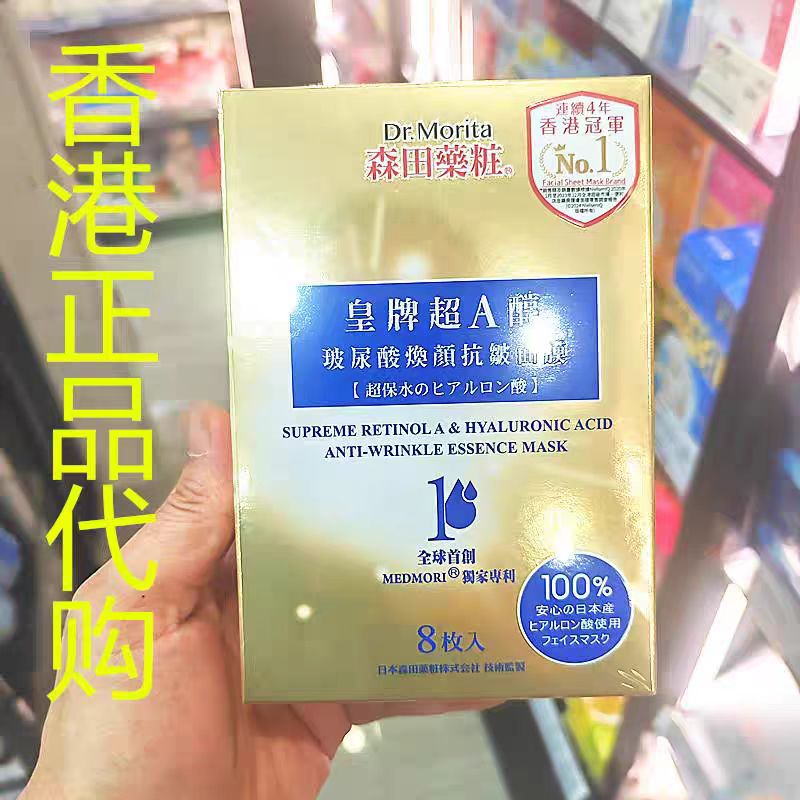 香港正品代购
Dr.Morita
森田藥粧®
連續4年
香港冠軍
No.1
Facial Sheet Mask Brand
皇牌超A醇
玻尿酸煥顏抗皺面膜
【超保水のヒアルロン酸】
SUPREME RETINOL A & HYALURONIC ACID
ANTI-WRINKLE ESSENCE MASK
1
全球首創
MEDMORI®獨家專利
100%
安心の日本産
ヒアルロン酸使用
フェイスマスク
8枚入
日本森田藥粧株式会社 技術監製